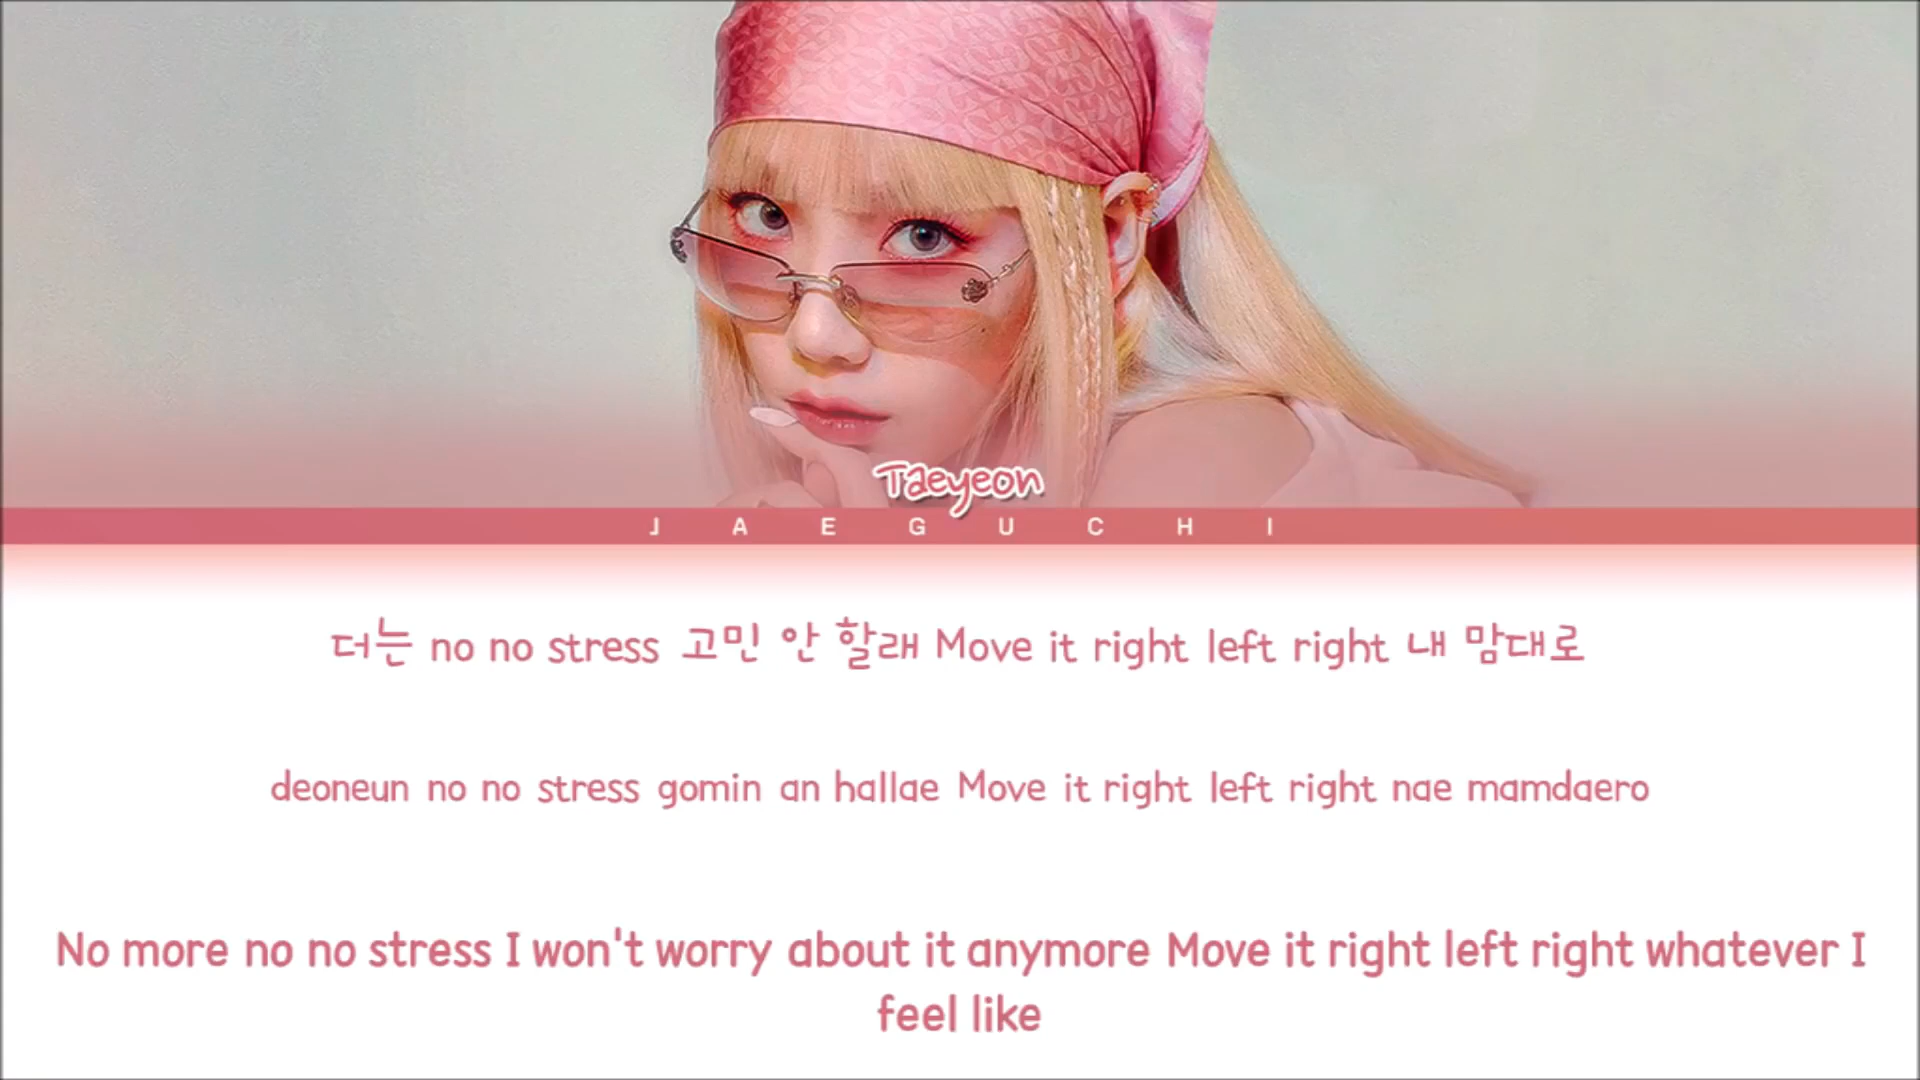 Taeyeon
JAEGUCHI
더는 no no stress 고민 안 할래 Move it right left right 내 맘대로
deoneun no no stress gomin an hallae Move it right left right nae mamdaero
No more no no stress I won't worry about it anymore Move it right left right whatever I
feel like